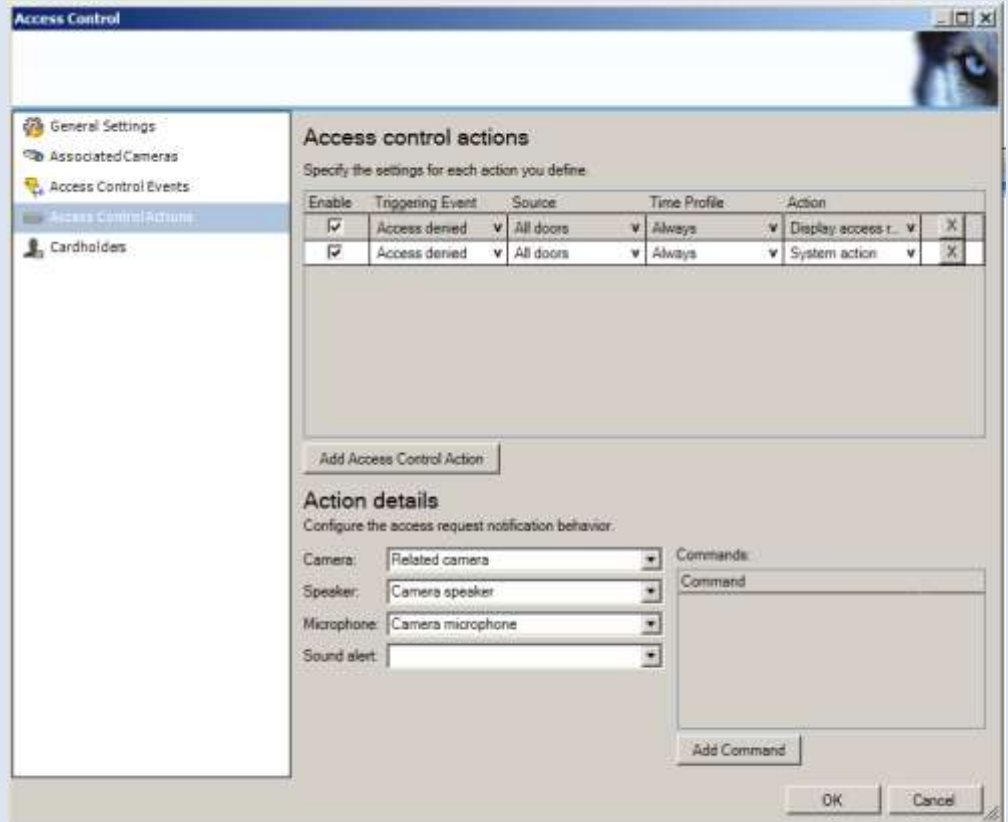 Access Control
General Settings
Associated Cameras
Access Control Events
Access Control Actions
Cardholders
Access control actions
Specify the settings for each action you define.
Enable Triggering Event Source Time Profile Action
Access denied All doors Always Display access r... X
Access denied All doors Always System action X
Add Access Control Action
Action details
Configure the access request notification behavior.
Camera: Related camera
Speaker: Camera speaker
Microphone: Camera microphone
Sound alert:
Commands:
Command
Add Command
OK Cancel